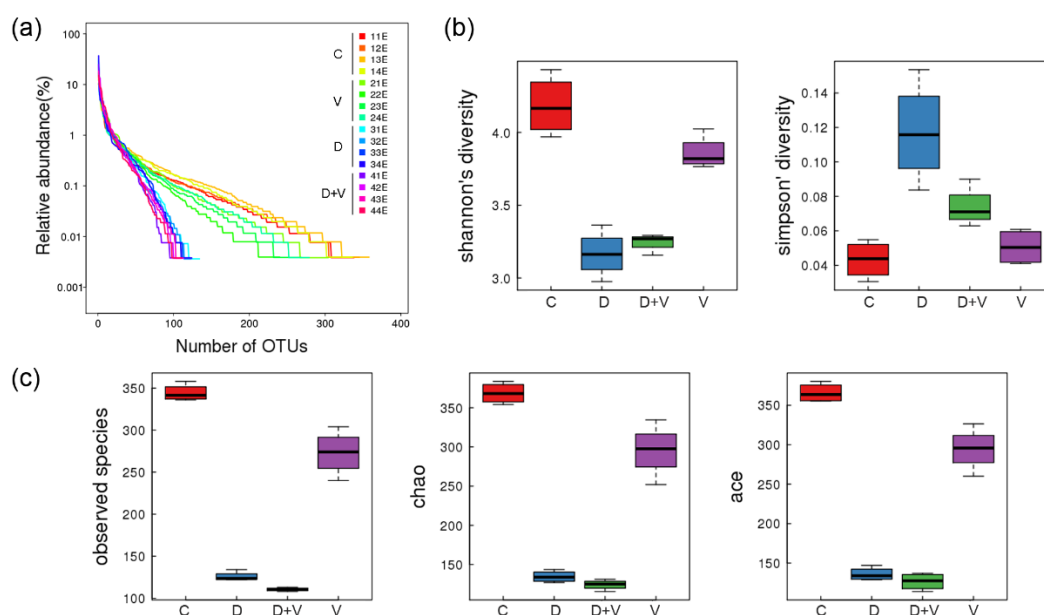 (a)
Relative abundance(%)
100
10
1
0.1
0.01
0.001
0
100
200
300
400
Number of OTUs
C
V
D
D+V
11E
12E
13E
14E
21E
22E
23E
24E
31E
32E
33E
34E
41E
42E
43E
44E
(b)
shannon's diversity
4.0
3.5
3.0
C
D
D+V
V
simpson' diversity
0.14
0.12
0.10
0.08
0.06
0.04
C
D
D+V
V
(c)
observed species
350
300
250
200
150
100
C
D
D+V
V
chao
350
300
250
200
150
C
D
D+V
V
ace
350
300
250
200
150
C
D
D+V
V